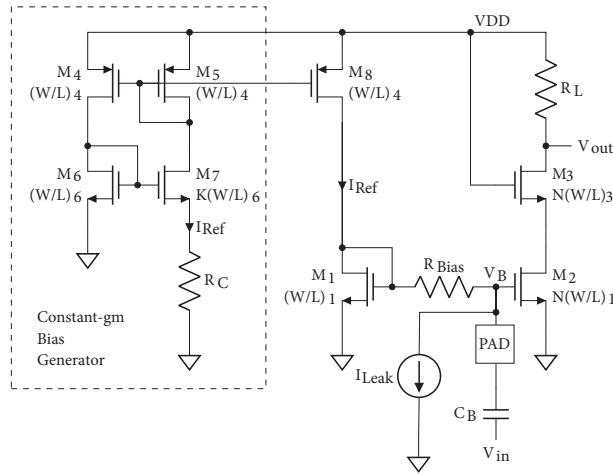 VDD
M4
(W/L)4
M5
(W/L)4
M8
(W/L)4
RL
Vout
M6
(W/L)6
M7
K(W/L)6
IRef
RC
IRef
M3
N(W/L)3
M1
(W/L)1
RBias
VB
M2
N(W/L)1
Constant-gm
Bias
Generator
ILeak
PAD
CB
Vin